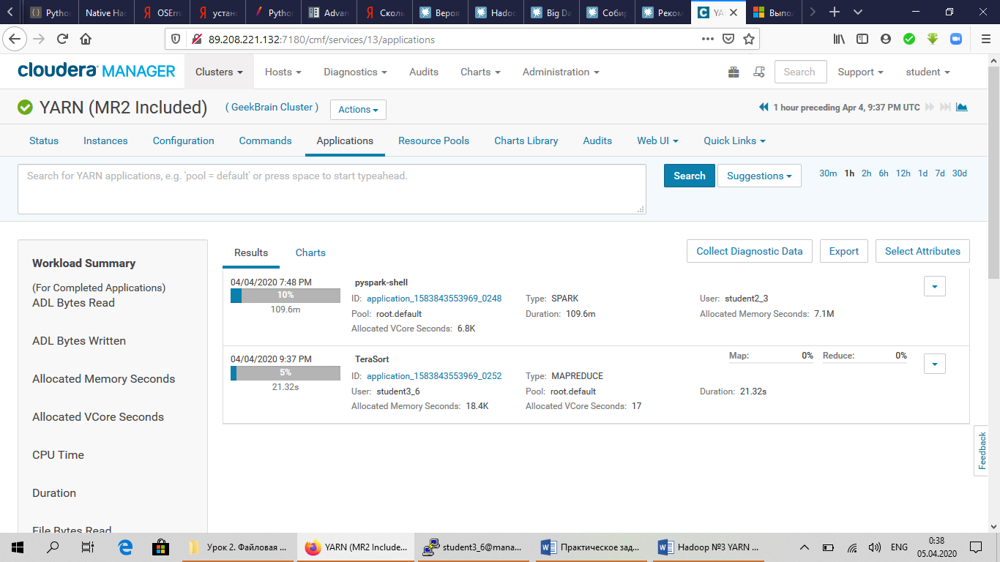 Python
Native Ha
OSErro
устан
Python
Advan
Сколь
Вероя
Hadoc
Big Da
Собир
Реком
YA
Выпол
89.208.221.132:7180/cmf/services/13/applications
cloudera MANAGER
Clusters
Hosts
Diagnostics
Audits
Charts
Administration
Search
Support
student
YARN (MR2 Included)
( GeekBrain Cluster )
Actions
1 hour preceding Apr 4, 9:37 PM UTC
Status
Instances
Configuration
Commands
Applications
Resource Pools
Charts Library
Audits
Web UI
Quick Links
Search for YARN applications, e.g. 'pool = default' or press space to start typeahead.
Search
Suggestions
30m 1h 2h 6h 12h 1d 7d 30d
Workload Summary
(For Completed Applications)
ADL Bytes Read
ADL Bytes Written
Allocated Memory Seconds
Allocated VCore Seconds
CPU Time
Duration
File Bytes Read
Results
Charts
Collect Diagnostic Data
Export
Select Attributes
04/04/2020 7:48 PM
10%
109.6m
pyspark-shell
ID: application_1583843553969_0248
Type: SPARK
User: student2_3
Pool: root.default
Duration: 109.6m
Allocated Memory Seconds: 7.1M
Allocated VCore Seconds: 6.8K
04/04/2020 9:37 PM
5%
21.32s
TeraSort
Map: 0%
Reduce: 0%
ID: application_1583843553969_0252
Type: MAPREDUCE
User: student3_6
Pool: root.default
Duration: 21.32s
Allocated Memory Seconds: 18.4K
Allocated VCore Seconds: 17
Feedback
Урок 2. Файловая ...
YARN (MR2 Include...
student3_6@mana...
Практическое зад...
Hadoop №3 YARN ...
ENG
0:38
05.04.2020